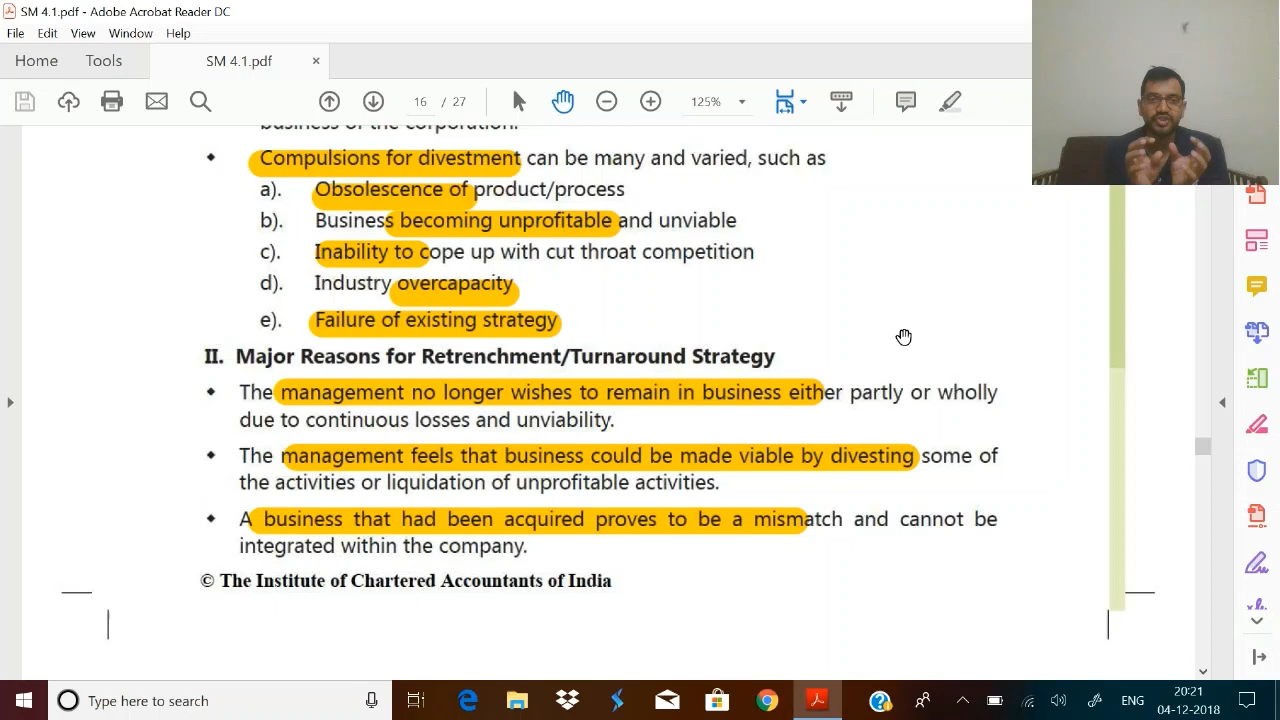 SM 4.1.pdf - Adobe Acrobat Reader DC
File Edit View Window Help
Home Tools SM 4.1.pdf ×
16 / 27 125%
business of the corporation.
Compulsions for divestment can be many and varied, such as
a). Obsolescence of product/process
b). Business becoming unprofitable and unviable
c). Inability to cope up with cut throat competition
d). Industry overcapacity
e). Failure of existing strategy
II. Major Reasons for Retrenchment/Turnaround Strategy
The management no longer wishes to remain in business either partly or wholly
due to continuous losses and unviability.
The management feels that business could be made viable by divesting some of
the activities or liquidation of unprofitable activities.
A business that had been acquired proves to be a mismatch and cannot be
integrated within the company.
© The Institute of Chartered Accountants of India
Type here to search
ENG
20:21
04-12-2018